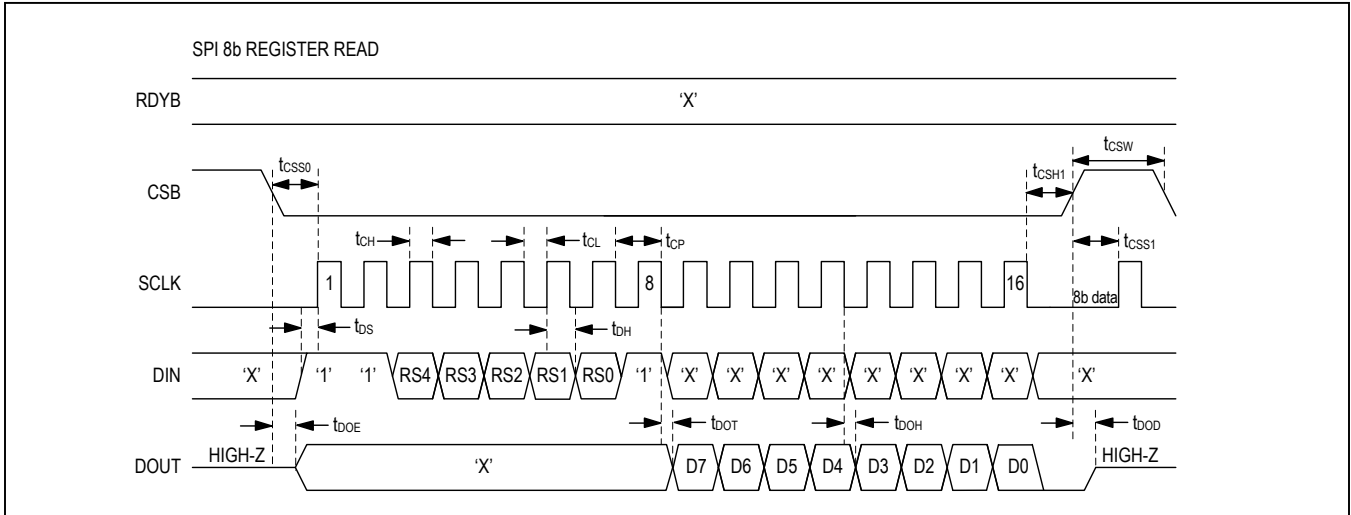 SPI 8b REGISTER READ
RDYB 'X'
tCSS0 tCSW
CSB tCSH1
tCH tCL tCP tCSS1
SCLK 1 8 16 8b data
tDS tDH
DIN 'X' '1' '1' RS4 RS3 RS2 RS1 RS0 '1' 'X' 'X' 'X' 'X' 'X' 'X' 'X' 'X' 'X'
tDOE tDOT tDOH tDOD
DOUT HIGH-Z 'X' D7 D6 D5 D4 D3 D2 D1 D0 HIGH-Z